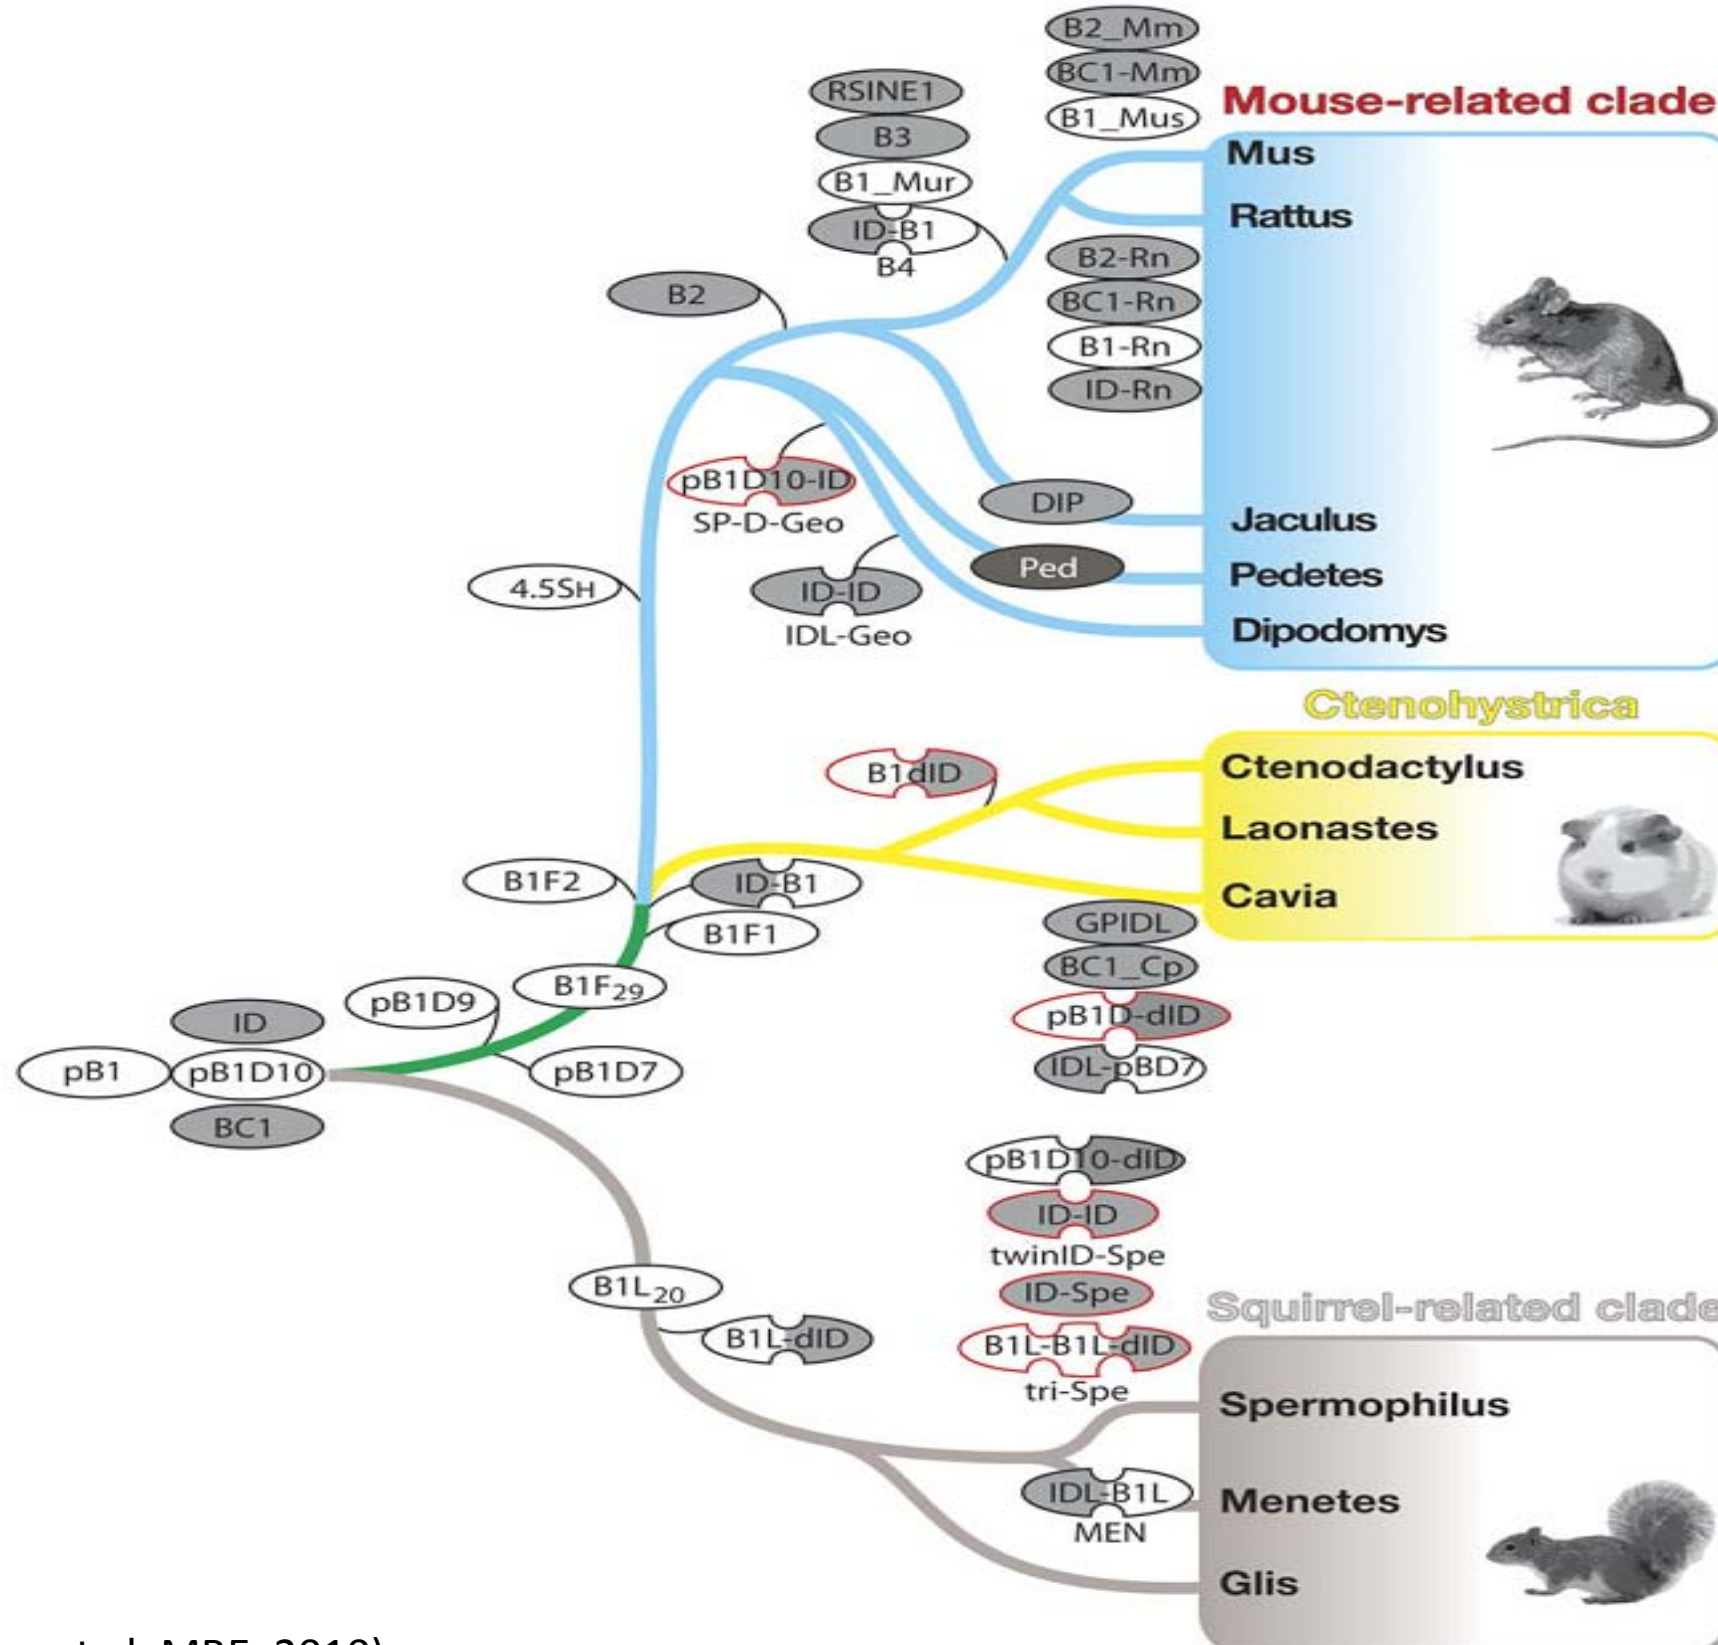 B2_Mm
BC1-Mm
B1_Mus
RSINE1
B3
B1_Mur
ID-B1
B4
Mouse-related clade
Mus
Rattus
B2
B2-Rn
BC1-Rn
B1-Rn
ID-Rn
pB1D10-ID
SP-D-Geo
DIP
Jaculus
Ped
Pedetes
4.5SH
ID-ID
IDL-Geo
Dipodomys
Ctenohystrica
B1dID
Ctenodactylus
Laonastes
Cavia
B1F2
ID-B1
B1F1
GPIDL
BC1_Cp
pB1D-dID
IDL-pBD7
B1F29
pB1D9
ID
pB1
pB1D10
pB1D7
BC1
pB1D10-dID
ID-ID
twinID-Spe
ID-Spe
B1L-B1L-dID
tri-Spe
B1L20
B1L-dID
Squirrel-related clade
Spermophilus
IDL-B1L
MEN
Menetes
Glis